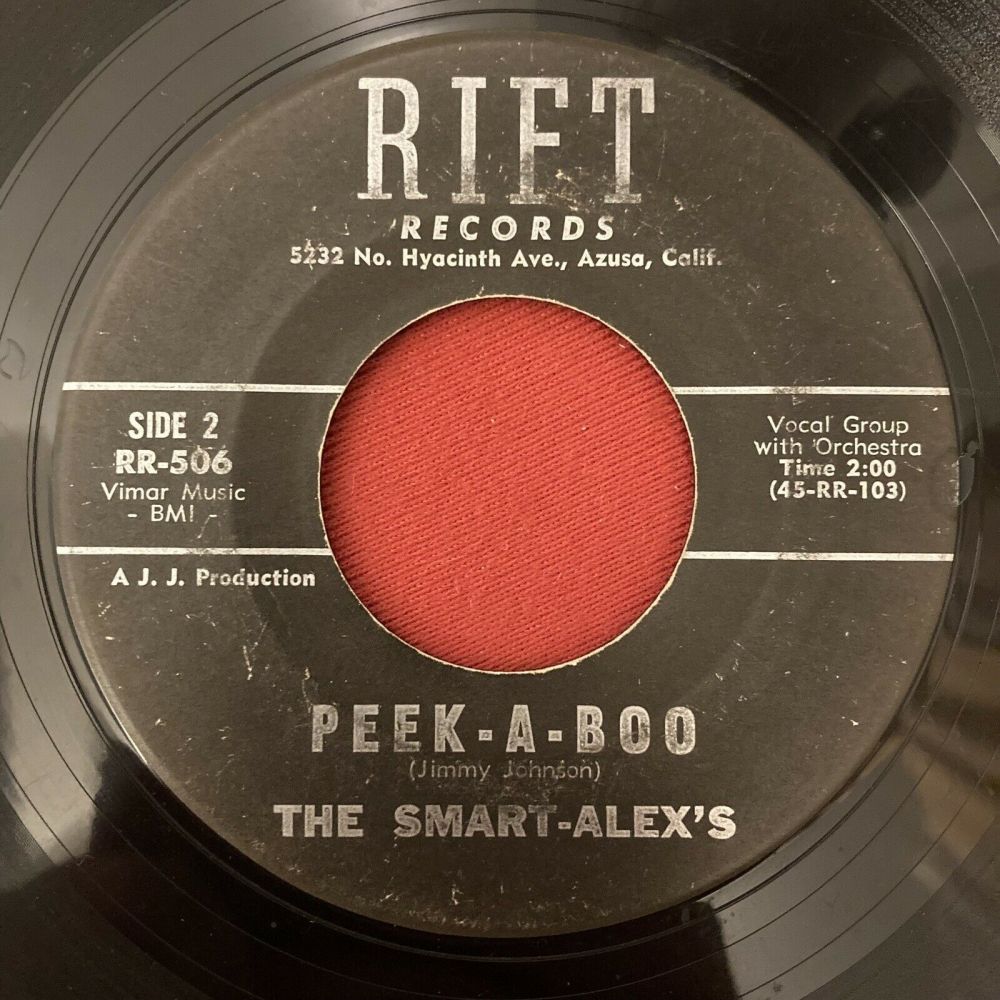 RIFT
RECORDS
5232 No. Hyacinth Ave., Azusa, Calif.
SIDE 2
RR-506
Vimar Music
- BMI -
Vocal Group
with Orchestra
Time 2:00
(45-RR-103)
A J. J. Production
PEEK-A-BOO
(Jimmy Johnson)
THE SMART-ALEX'S